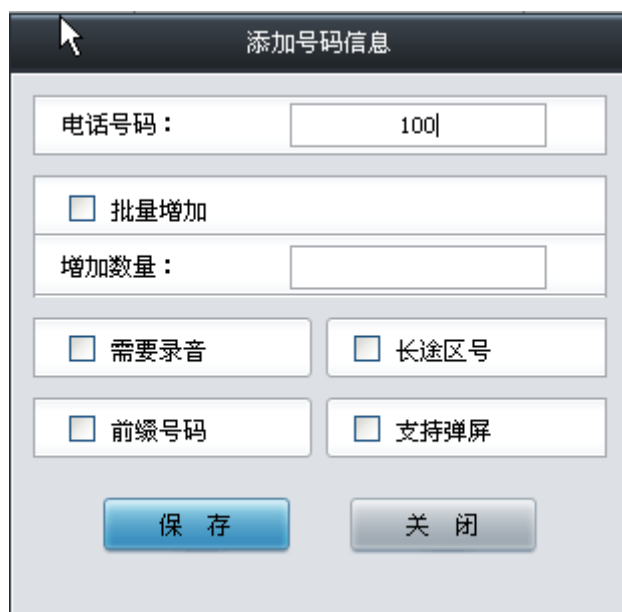 添加号码信息
电话号码： 100
批量增加
增加数量：
需要录音 长途区号
前缀号码 支持弹屏
保 存 关 闭